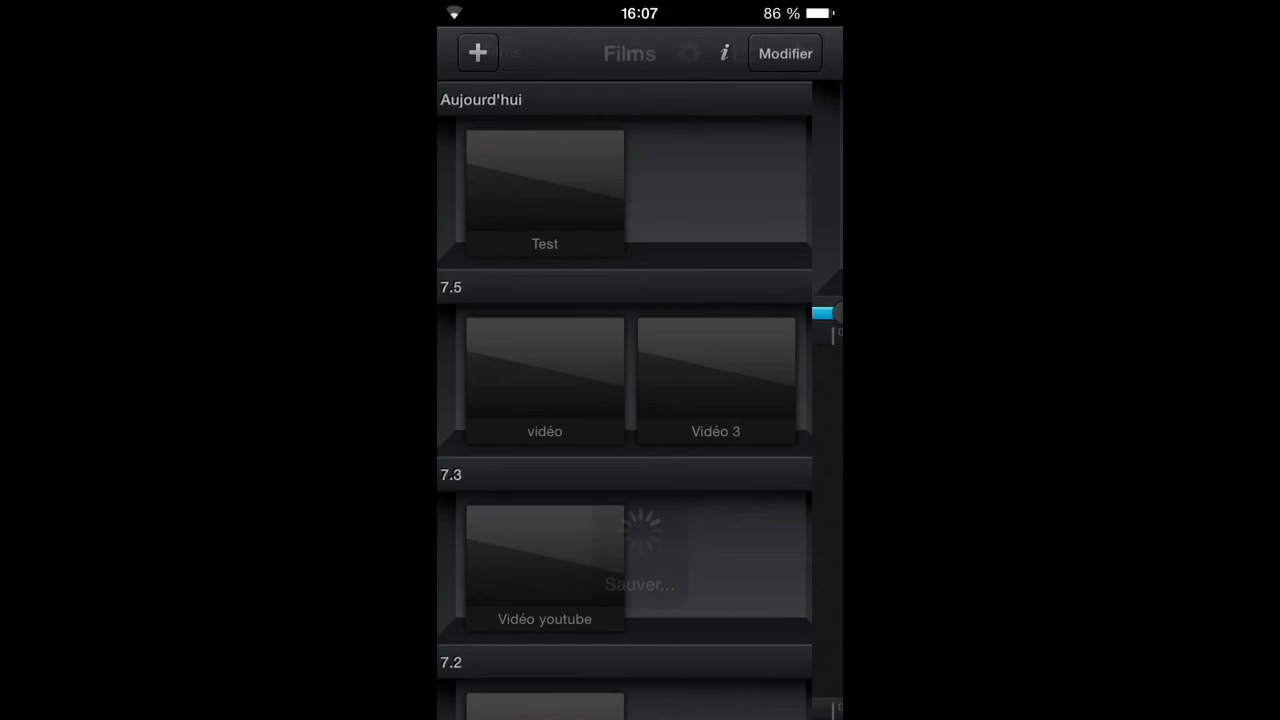 16:07
86 %
Films
i
Modifier
Aujourd'hui
Test
7.5
vidéo
Vidéo 3
7.3
Sauver...
Vidéo youtube
7.2